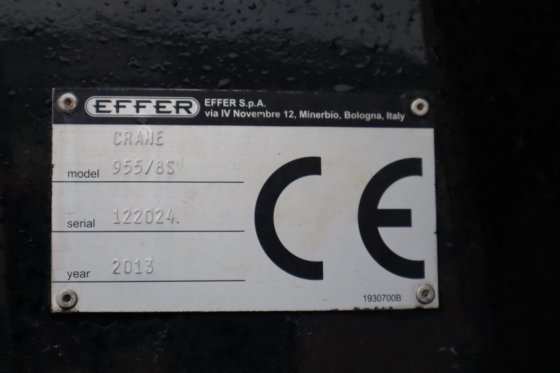 EFFER
EFFER S.p.A.
via IV Novembre 12, Minerbio, Bologna, Italy
CRANE
model 955/8S
serial 122024.
year 2013
CE
1930700B